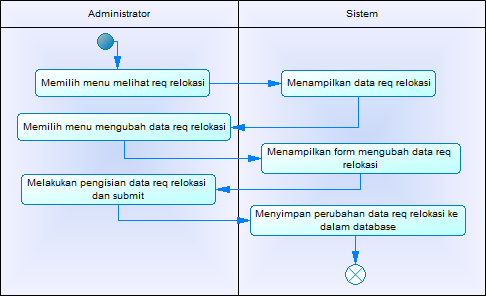 Administrator
Sistem
Memilih menu melihat req relokasi
Menampilkan data req relokasi
Memilih menu mengubah data req relokasi
Menampilkan form mengubah data req
relokasi
Melakukan pengisian data req relokasi
dan submit
Menyimpan perubahan data req relokasi ke
dalam database